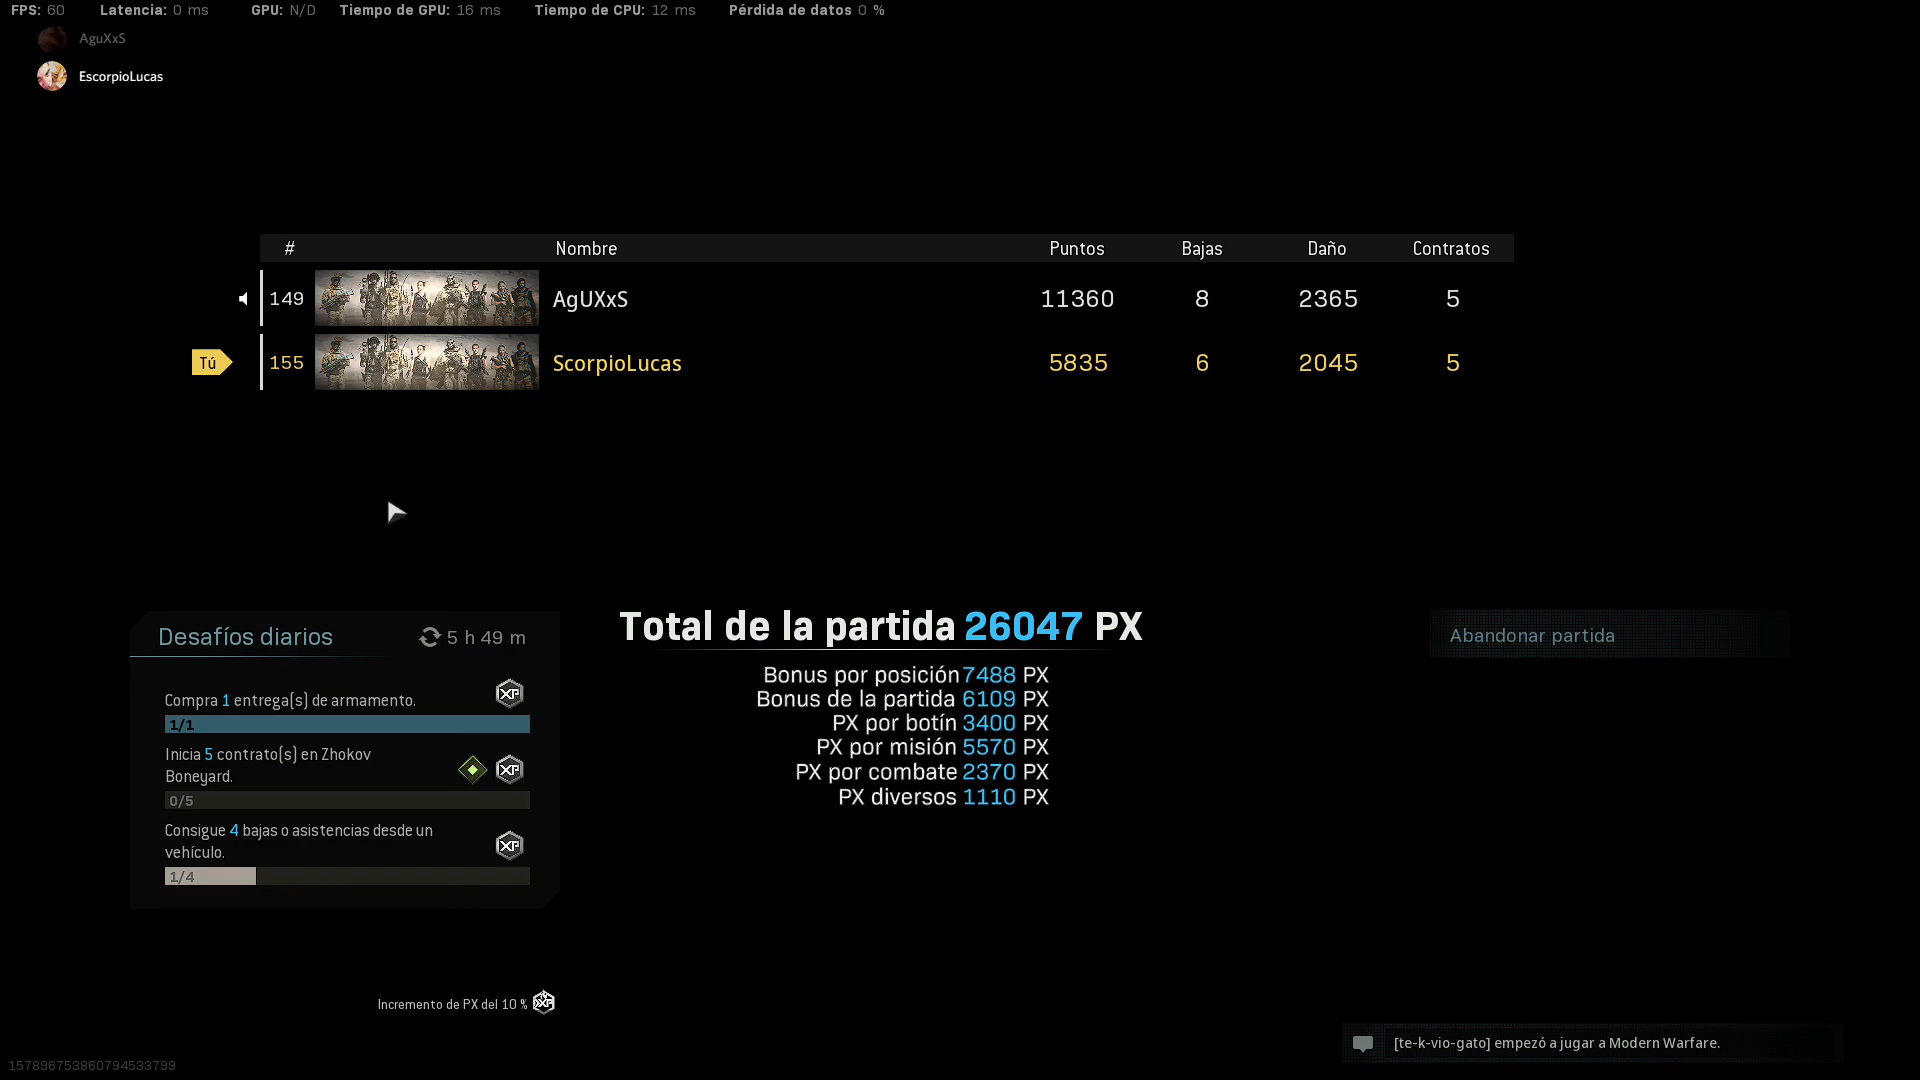 FPS: 60 Latencia: 0 ms GPU: N/D Tiempo de GPU: 16 ms Tiempo de CPU: 12 ms Pérdida de datos 0 %
AguXxS
EscorpioLucas
# Nombre Puntos Bajas Daño Contratos
149 AgUXxS 11360 8 2365 5
Tú 155 ScorpioLucas 5835 6 2045 5
Desafíos diarios 5 h 49 m
Compra 1 entrega(s) de armamento.
XP
1/1
Inicia 5 contrato(s) en Zhokov
Boneyard.
XP
0/5
Consigue 4 bajas o asistencias desde un
vehículo.
XP
1/4
Incremento de PX del 10 %
Total de la partida 26047 PX
Bonus por posición 7488 PX
Bonus de la partida 6109 PX
PX por botín 3400 PX
PX por misión 5570 PX
PX por combate 2370 PX
PX diversos 1110 PX
Abandonar partida
[te-k-vio-gato] empezó a jugar a Modern Warfare.
157896753860794533799